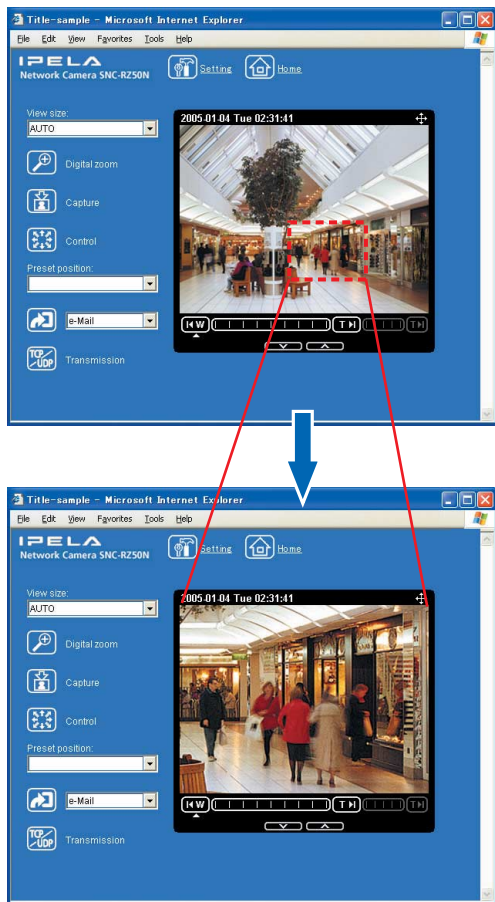 Title-sample - Microsoft Internet Explorer
File Edit View Favorites Tools Help
IPELA
Network Camera SNC-RZ50N
Setting
Home
View size:
AUTO
2005-01-04 Tue 02:31:41
Digital zoom
Capture
Control
Preset position:
W
T
T
e-Mail
TCP/UDP
Transmission
Title-sample - Microsoft Internet Explorer
File Edit View Favorites Tools Help
IPELA
Network Camera SNC-RZ50N
Setting
Home
View size:
AUTO
2005-01-04 Tue 02:31:41
Digital zoom
Capture
Control
Preset position:
W
T
T
e-Mail
TCP/UDP
Transmission